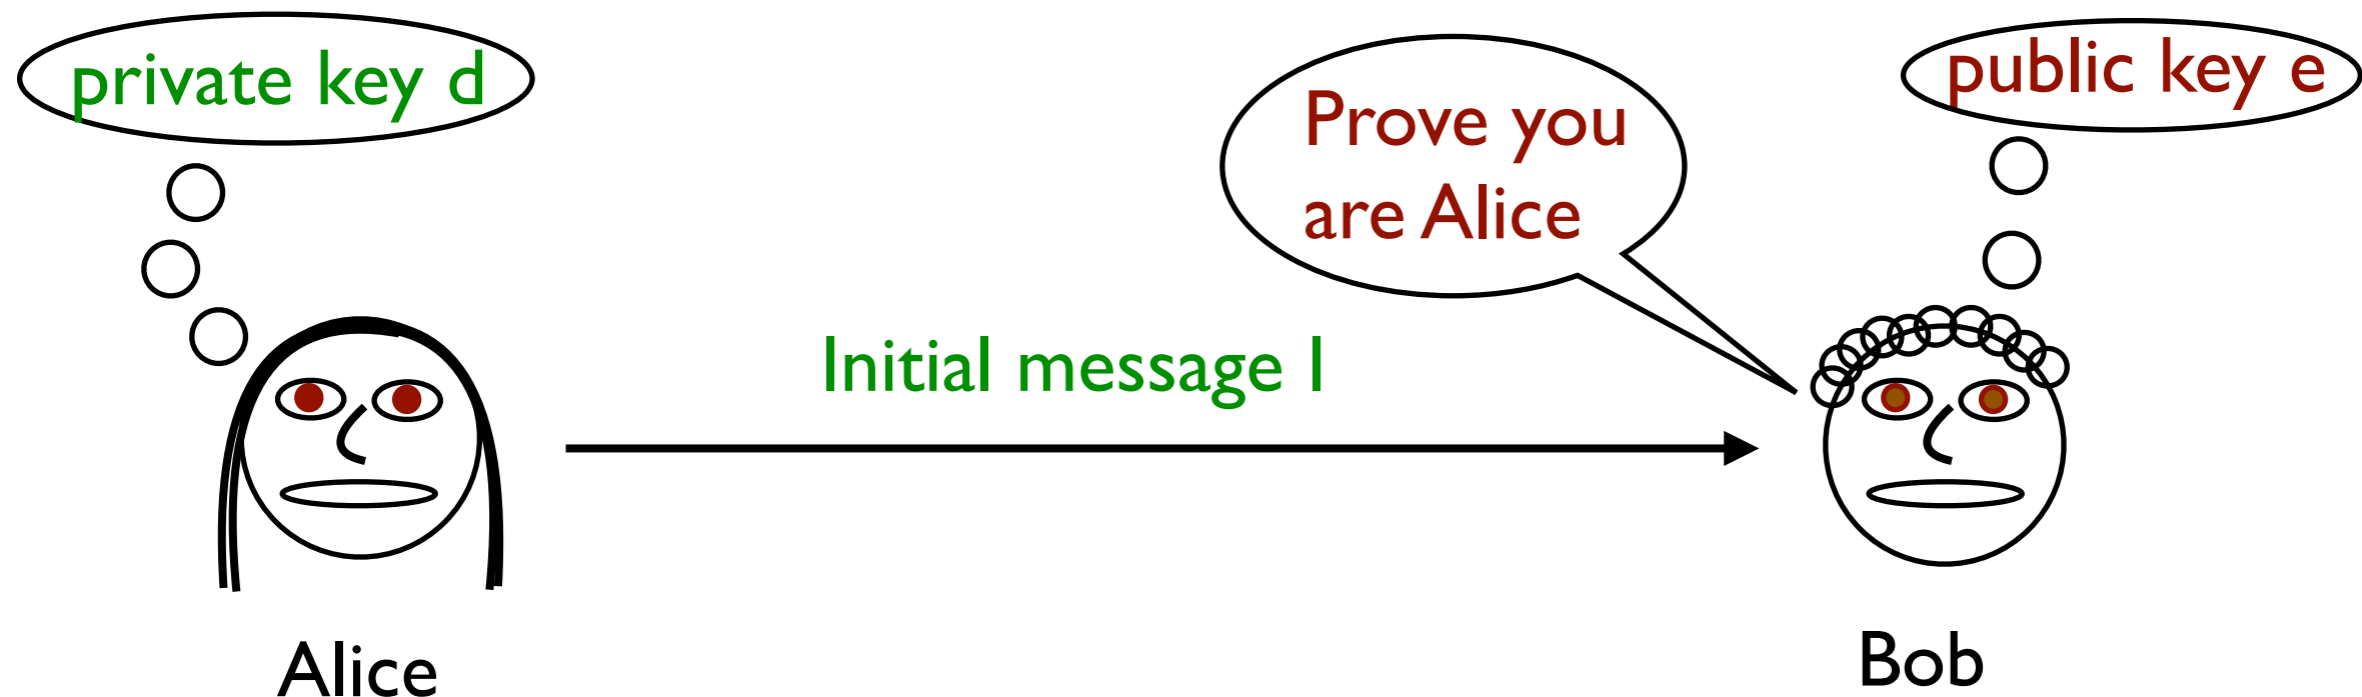 private key d
public key e
Prove you
are Alice
Initial message I
Alice
Bob